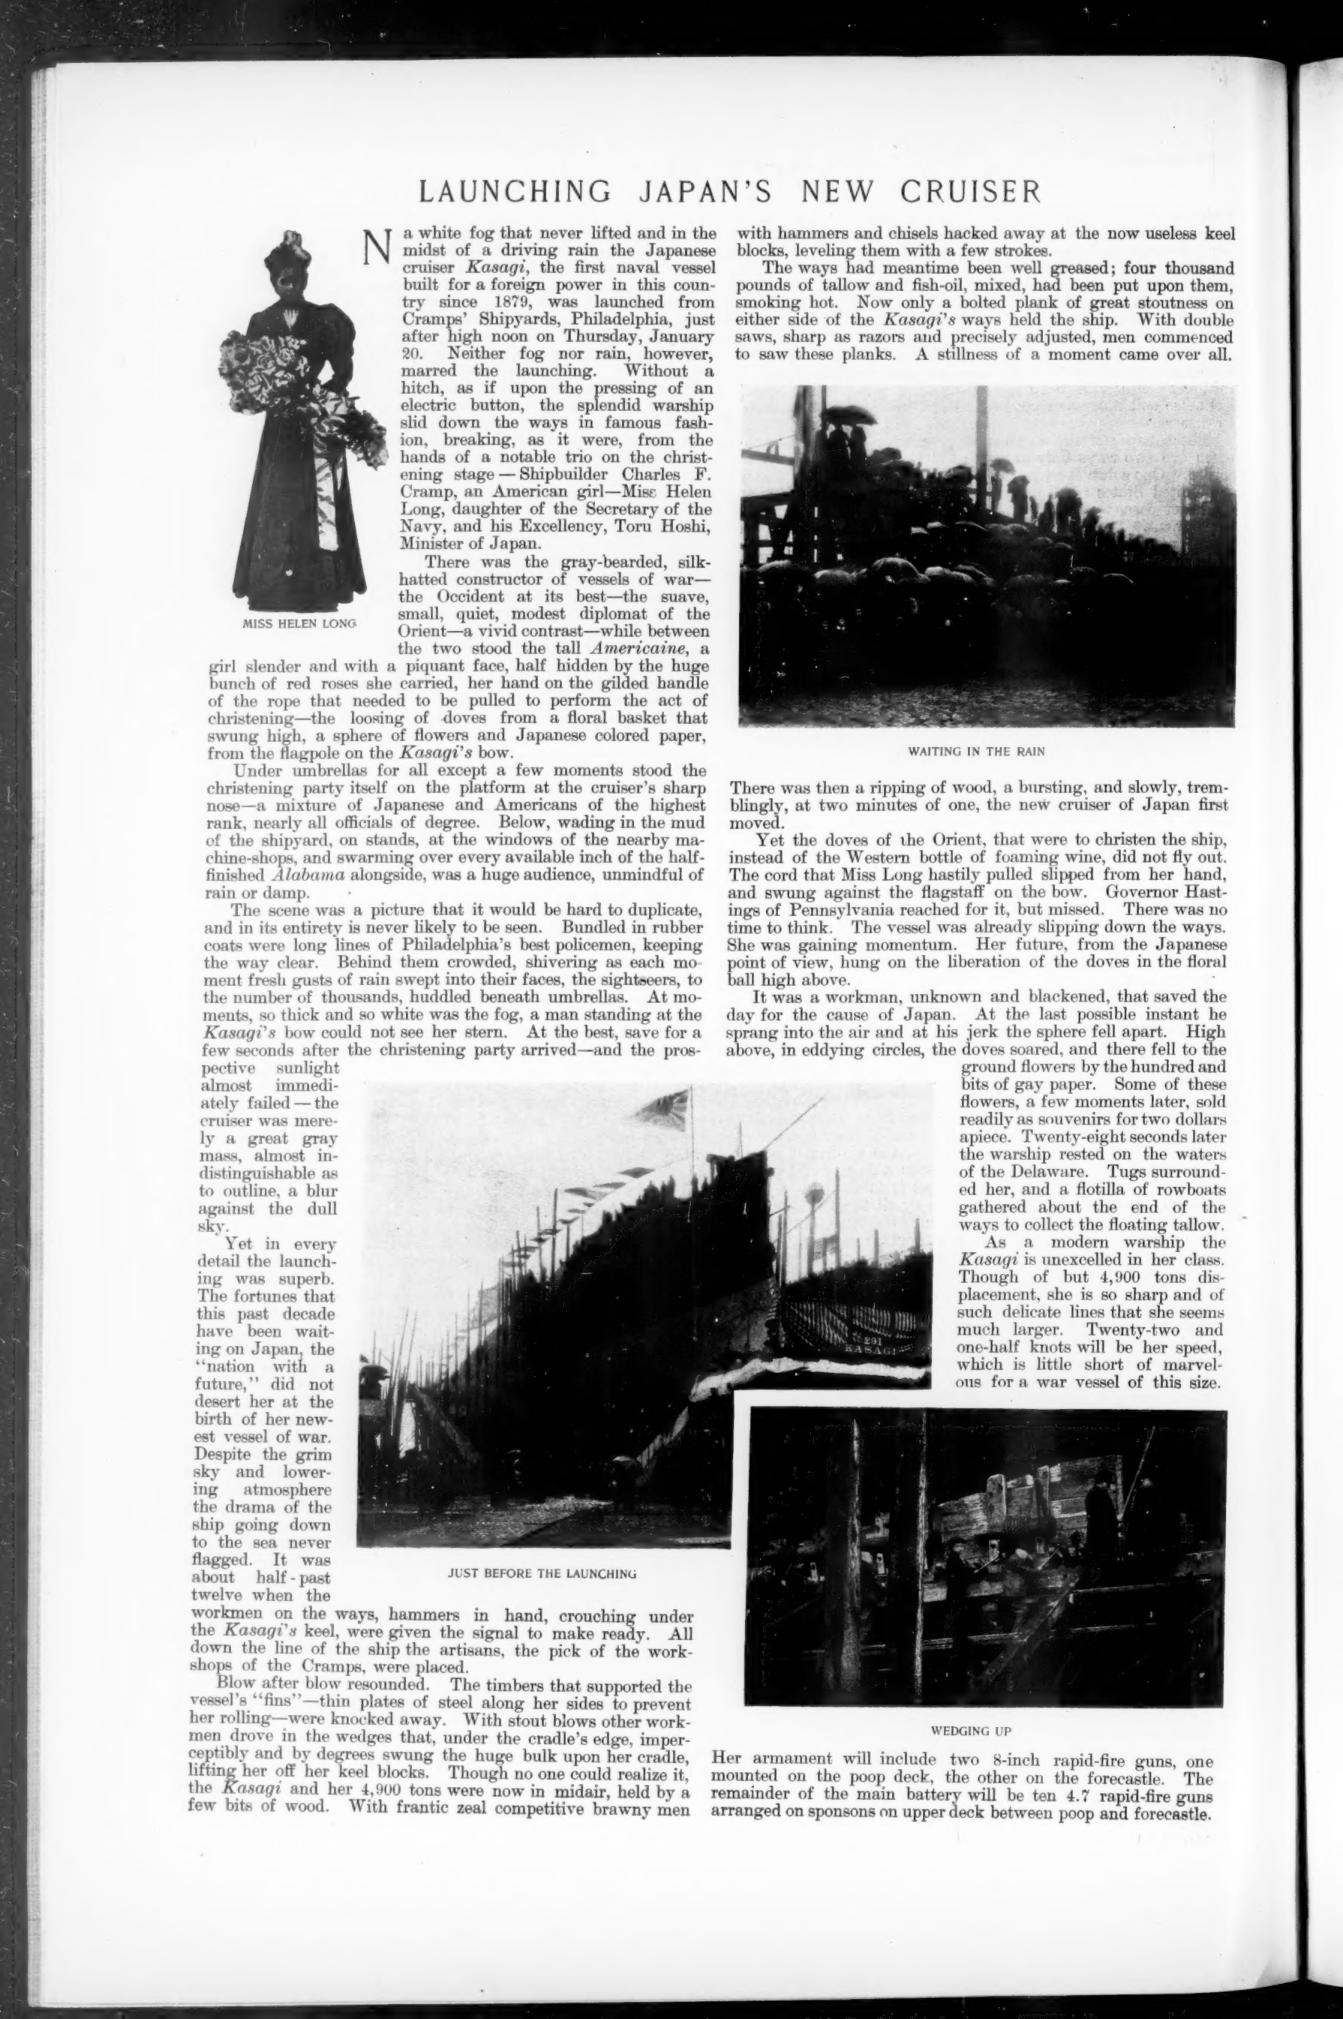 LAUNCHING JAPAN'S NEW CRUISER
N a white fog that never lifted and in the
midst of a driving rain the Japanese
cruiser Kasagi, the first naval vessel
built for a foreign power in this coun-
try since 1879, was launched from
Cramps' Shipyards, Philadelphia, just
after high noon on Thursday, January
20. Neither fog nor rain, however,
marred the launching. Without a
hitch, as if upon the pressing of an
electric button, the splendid warship
slid down the ways in famous fash-
ion, breaking, as it were, from the
hands of a notable trio on the christ-
ening stage—Shipbuilder Charles F.
Cramp, an American girl—Miss Helen
Long, daughter of the Secretary of the
Navy, and his Excellency, Toru Hoshi,
Minister of Japan.
There was the gray-bearded, silk-
hatted constructor of vessels of war—
the Occident at its best—the suave,
small, quiet, modest diplomat of the
Orient—a vivid contrast—while between
the two stood the tall Americaine, a
MISS HELEN LONG
girl slender and with a piquant face, half hidden by the huge
bunch of red roses she carried, her hand on the gilded handle
of the rope that needed to be pulled to perform the act of
christening—the loosing of doves from a floral basket that
swung high, a sphere of flowers and Japanese colored paper,
from the flagpole on the Kasagi's bow.
Under umbrellas for all except a few moments stood the
christening party itself on the platform at the cruiser's sharp
nose—a mixture of Japanese and Americans of the highest
rank, nearly all officials of degree. Below, wading in the mud
of the shipyard, on stands, at the windows of the nearby ma-
chine-shops, and swarming over every available inch of the half-
finished Alabama alongside, was a huge audience, unmindful of
rain or damp.
The scene was a picture that it would be hard to duplicate,
and in its entirety is never likely to be seen. Bundled in rubber
coats were long lines of Philadelphia's best policemen, keeping
the way clear. Behind them crowded, shivering as each mo-
ment fresh gusts of rain swept into their faces, the sightseers, to
the number of thousands, huddled beneath umbrellas. At mo-
ments, so thick and so white was the fog, a man standing at the
Kasagi's bow could not see her stern. At the best, save for a
few seconds after the christening party arrived—and the pros-
pective sunlight
almost immedi-
ately failed—the
cruiser was mere-
ly a great gray
mass, almost in-
distinguishable as
to outline, a blur
against the dull
sky.
Yet in every
detail the launch-
ing was superb.
The fortunes that
this past decade
have been wait-
ing on Japan, the
"nation with a
future," did not
desert her at the
birth of her new-
est vessel of war.
Despite the grim
sky and lower-
ing atmosphere
the drama of the
ship going down
to the sea never
flagged. It was
about half-past
twelve when the
workmen on the ways, hammers in hand, crouching under
the Kasagi's keel, were given the signal to make ready. All
down the line of the ship the artisans, the pick of the work-
shops of the Cramps, were placed.
Blow after blow resounded. The timbers that supported the
vessel's "fins"—thin plates of steel along her sides to prevent
her rolling—were knocked away. With stout blows other work-
men drove in the wedges that, under the cradle's edge, imper-
ceptibly and by degrees swung the huge bulk upon her cradle,
lifting her off her keel blocks. Though no one could realize it,
the Kasagi and her 4,900 tons were now in midair, held by a
few bits of wood. With frantic zeal competitive brawny men
291
KASAGI
JUST BEFORE THE LAUNCHING
with hammers and chisels hacked away at the now useless keel
blocks, leveling them with a few strokes.
The ways had meantime been well greased; four thousand
pounds of tallow and fish-oil, mixed, had been put upon them,
smoking hot. Now only a bolted plank of great stoutness on
either side of the Kasagi's ways held the ship. With double
saws, sharp as razors and precisely adjusted, men commenced
to saw these planks. A stillness of a moment came over all.
WAITING IN THE RAIN
There was then a ripping of wood, a bursting, and slowly, trem-
blingly, at two minutes of one, the new cruiser of Japan first
moved.
Yet the doves of the Orient, that were to christen the ship,
instead of the Western bottle of foaming wine, did not fly out.
The cord that Miss Long hastily pulled slipped from her hand,
and swung against the flagstaff on the bow. Governor Hast-
ings of Pennsylvania reached for it, but missed. There was no
time to think. The vessel was already slipping down the ways.
She was gaining momentum. Her future, from the Japanese
point of view, hung on the liberation of the doves in the floral
ball high above.
It was a workman, unknown and blackened, that saved the
day for the cause of Japan. At the last possible instant he
sprang into the air and at his jerk the sphere fell apart. High
above, in eddying circles, the doves soared, and there fell to the
ground flowers by the hundred and
bits of gay paper. Some of these
flowers, a few moments later, sold
readily as souvenirs for two dollars
apiece. Twenty-eight seconds later
the warship rested on the waters
of the Delaware. Tugs surround-
ed her, and a flotilla of rowboats
gathered about the end of the
ways to collect the floating tallow.
As a modern warship the
Kasagi is unexcelled in her class.
Though of but 4,900 tons dis-
placement, she is so sharp and of
such delicate lines that she seems
much larger. Twenty-two and
one-half knots will be her speed,
which is little short of marvel-
ous for a war vessel of this size.
WEDGING UP
Her armament will include two 8-inch rapid-fire guns, one
mounted on the poop deck, the other on the forecastle. The
remainder of the main battery will be ten 4.7 rapid-fire guns
arranged on sponsons on upper deck between poop and forecastle.